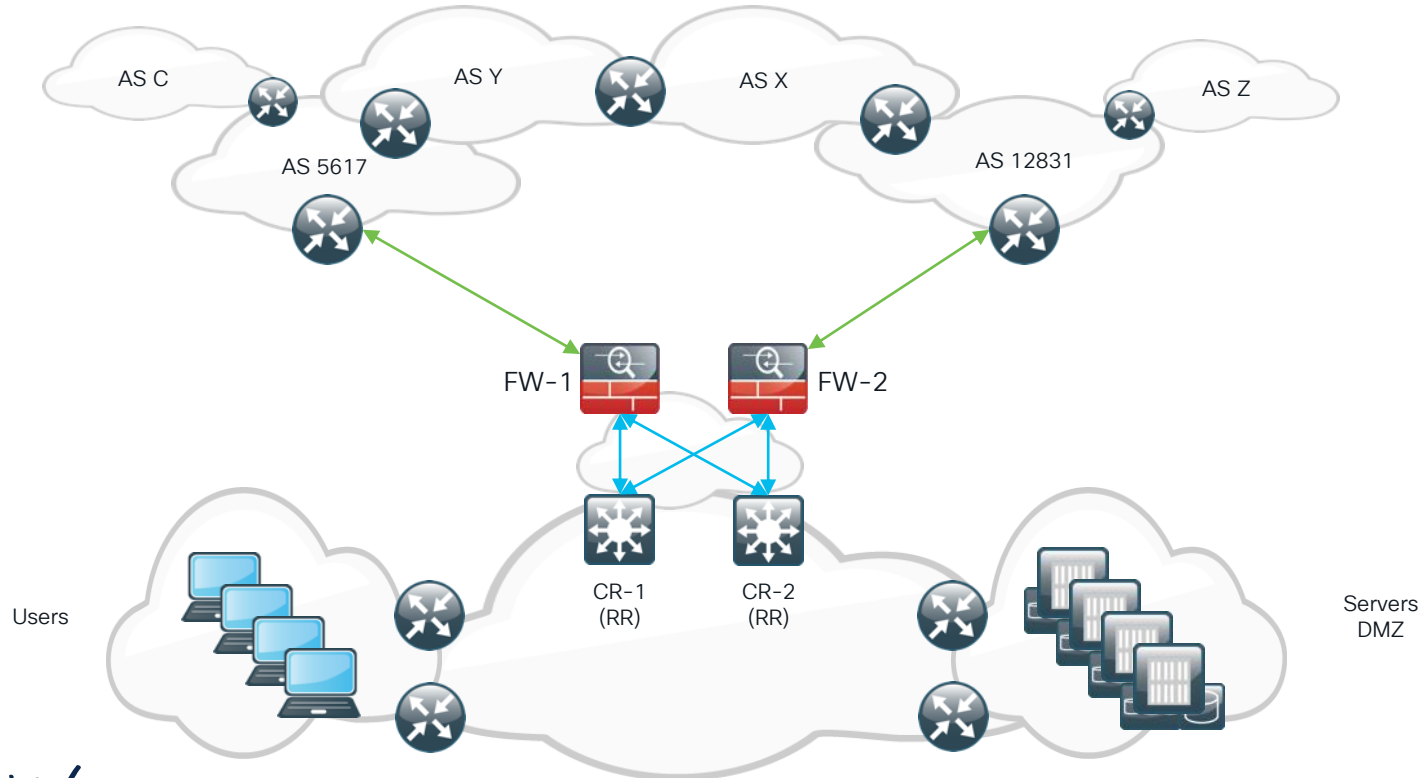 AS C
AS Y
AS X
AS Z
AS 5617
AS 12831
FW-1
FW-2
CR-1
(RR)
CR-2
(RR)
Users
Servers
DMZ